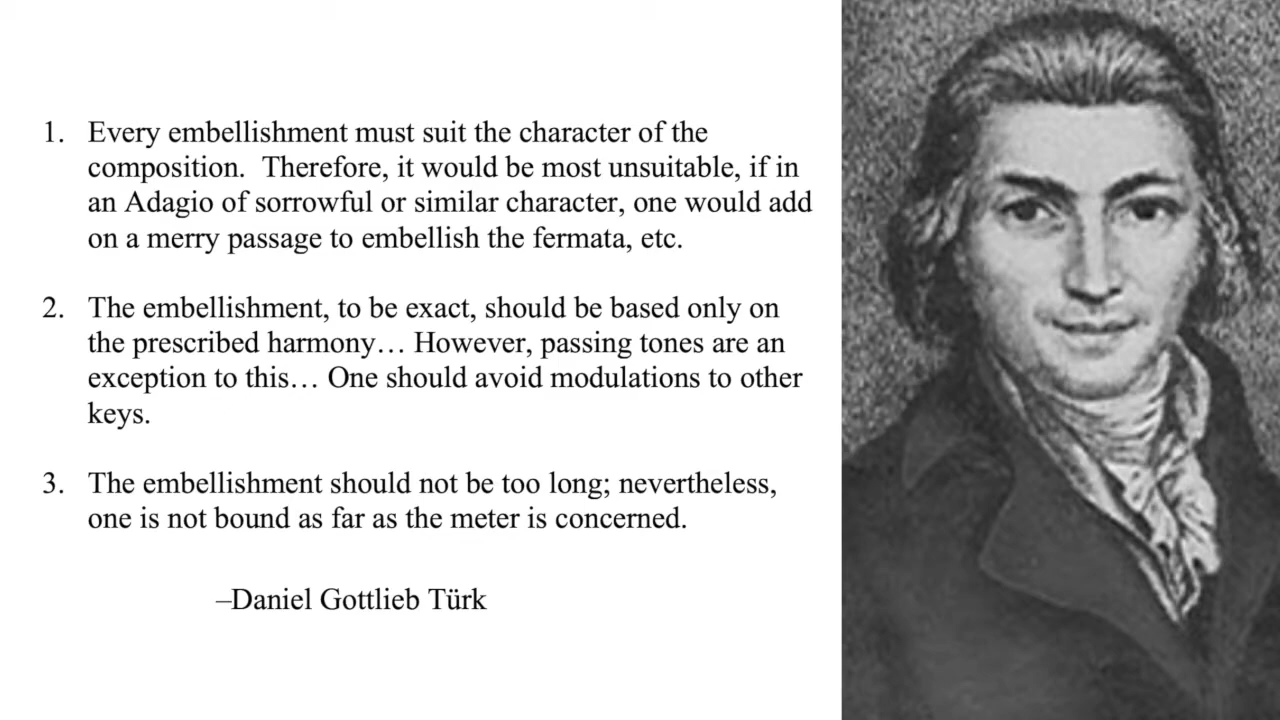 1. Every embellishment must suit the character of the
composition.  Therefore, it would be most unsuitable, if in
an Adagio of sorrowful or similar character, one would add
on a merry passage to embellish the fermata, etc.
2. The embellishment, to be exact, should be based only on
the prescribed harmony… However, passing tones are an
exception to this… One should avoid modulations to other
keys.
3. The embellishment should not be too long; nevertheless,
one is not bound as far as the meter is concerned.
–Daniel Gottlieb Türk